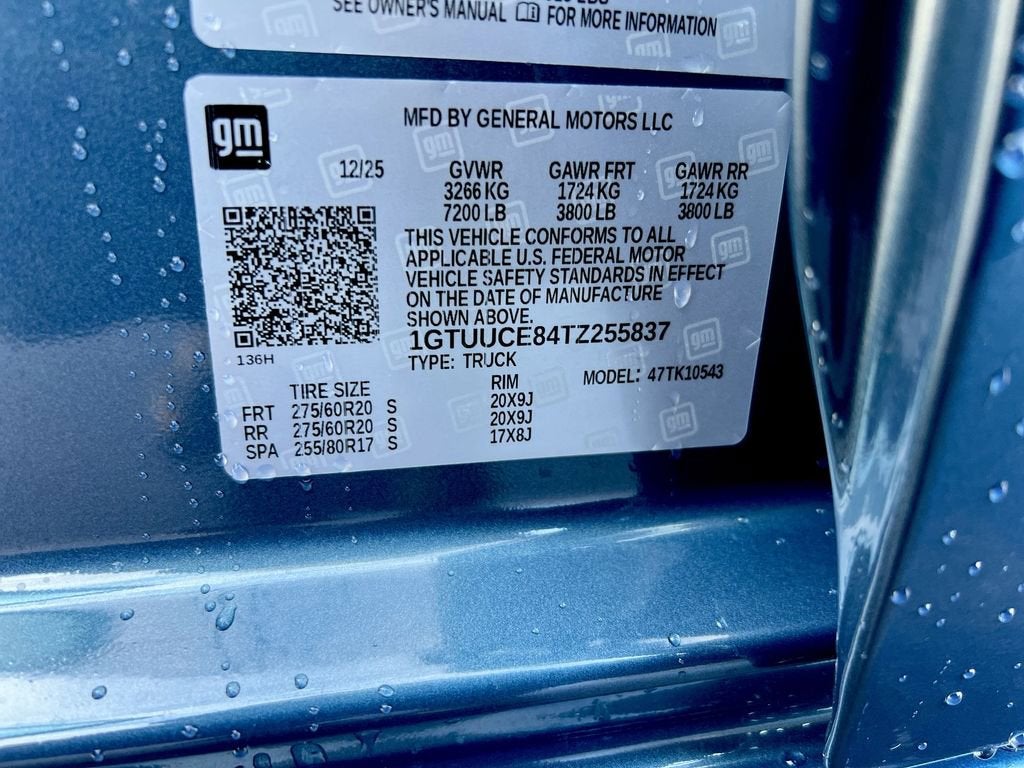 SEE OWNER'S MANUAL FOR MORE INFORMATION
gm
MFD BY GENERAL MOTORS LLC
12/25 GVWR GAWR FRT GAWR RR
3266 KG 1724 KG 1724 KG
7200 LB 3800 LB 3800 LB
THIS VEHICLE CONFORMS TO ALL
APPLICABLE U.S. FEDERAL MOTOR
VEHICLE SAFETY STANDARDS IN EFFECT
ON THE DATE OF MANUFACTURE
SHOWN ABOVE.
1GTUUCE84TZ255837
136H
TYPE: TRUCK
MODEL: 47TK10543
TIRE SIZE RIM
FRT 275/60R20 S 20X9J
RR 275/60R20 S 20X9J
SPA 255/80R17 S 17X8J